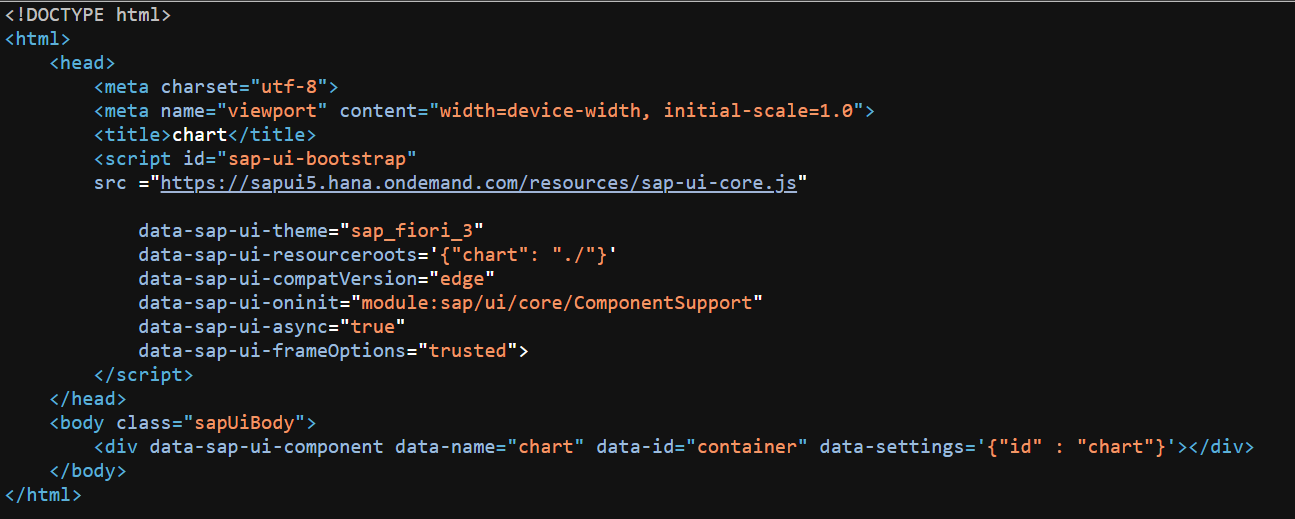 <!DOCTYPE html>
<html>
    <head>
        <meta charset="utf-8">
        <meta name="viewport" content="width=device-width, initial-scale=1.0">
        <title>chart</title>
        <script id="sap-ui-bootstrap"
        src ="https://sapui5.hana.ondemand.com/resources/sap-ui-core.js"
            data-sap-ui-theme="sap_fiori_3"
            data-sap-ui-resourceroots='{"chart": "./"}'
            data-sap-ui-compatVersion="edge"
            data-sap-ui-oninit="module:sap/ui/core/ComponentSupport"
            data-sap-ui-async="true"
            data-sap-ui-frameOptions="trusted">
        </script>
    </head>
    <body class="sapUiBody">
        <div data-sap-ui-component data-name="chart" data-id="container" data-settings='{"id" : "chart"}'></div>
    </body>
</html>